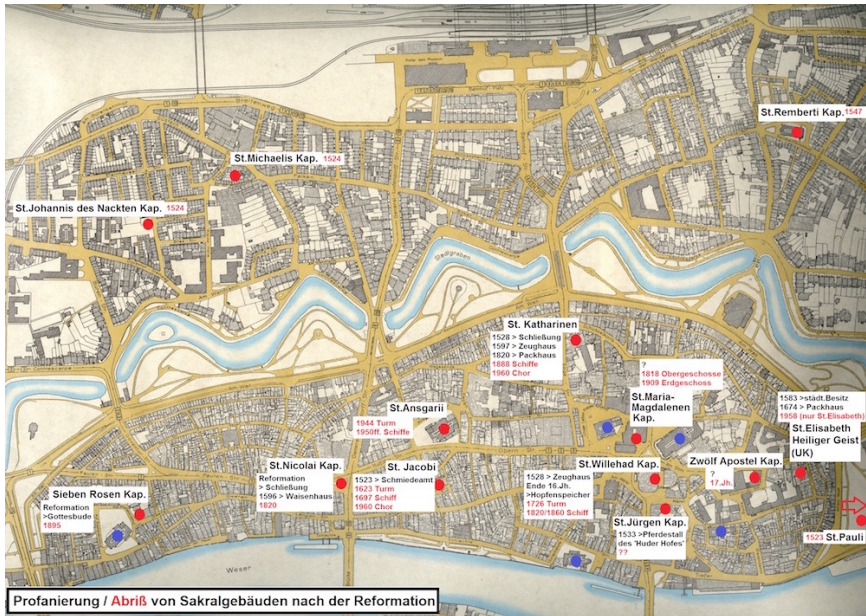 St.Remberti Kap. 1547
St.Michaelis Kap. 1524
St.Johannis des Nackten Kap. 1524
Stadtgraben
St. Katharinen
1528 > Schließung
1597 > Zeughaus
1820 > Packhaus
1888 Schiffe
1960 Chor
?
1818 Obergeschosse
1909 Erdgeschoss
St.Maria-
Magdalenen
Kap.
1583 >städt.Besitz
1674 > Packhaus
1958 (nur St.Elisabeth)
St.Elisabeth
Heiliger Geist
(UK)
St.Ansgarii
1944 Turm
1950ff. Schiffe
St.Nicolai Kap.
Reformation
> Schließung
1596 > Waisenhaus
1820
St. Jacobi
1523 > Schmiedeamt
1623 Turm
1697 Schiff
1960 Chor
St.Willehad Kap.
1528 > Zeughaus
Ende 16.Jh.
>Hopfenspeicher
1726 Turm
1820/1860 Schiff
Zwölf Apostel Kap.
?
17.Jh.
Sieben Rosen Kap.
Reformation
>Gottesbude
1895
St.Jürgen Kap.
1533 >Pferdestall
des 'Huder Hofes'
??
1523 St.Pauli
Weser
Profanierung / Abriß von Sakralgebäuden nach der Reformation